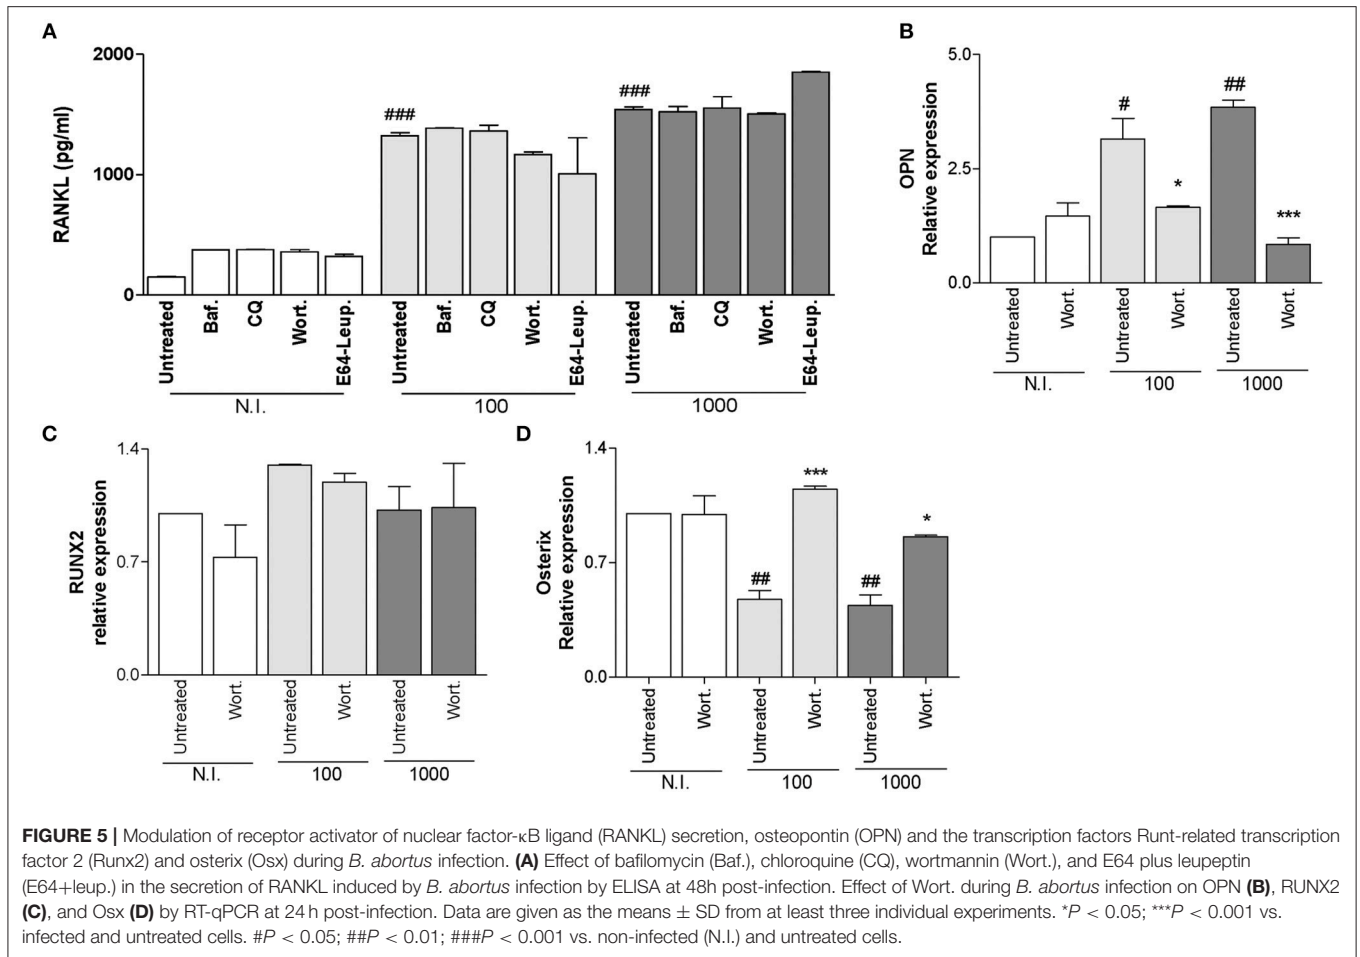 A
2000
1000
0
RANKL (pg/ml)
###
###
Untreated
Baf.
CQ
Wort.
E64-Leup.
Untreated
Baf.
CQ
Wort.
E64-Leup.
Untreated
Baf.
CQ
Wort.
E64-Leup.
N.I.
100
1000
B
5.0
2.5
0.0
OPN
Relative expression
#
*
##
***
Untreated
Wort.
Untreated
Wort.
Untreated
Wort.
N.I.
100
1000
C
1.4
0.7
0.0
RUNX2
relative expression
Untreated
Wort.
Untreated
Wort.
Untreated
Wort.
N.I.
100
1000
D
1.4
0.7
0.0
Osterix
Relative expression
##
***
##
*
Untreated
Wort.
Untreated
Wort.
Untreated
Wort.
N.I.
100
1000
FIGURE 5 | Modulation of receptor activator of nuclear factor-κB ligand (RANKL) secretion, osteopontin (OPN) and the transcription factors Runt-related transcription
factor 2 (Runx2) and osterix (Osx) during B. abortus infection. (A) Effect of bafilomycin (Baf.), chloroquine (CQ), wortmannin (Wort.), and E64 plus leupeptin
(E64+leup.) in the secretion of RANKL induced by B. abortus infection by ELISA at 48h post-infection. Effect of Wort. during B. abortus infection on OPN (B), RUNX2
(C), and Osx (D) by RT-qPCR at 24 h post-infection. Data are given as the means ± SD from at least three individual experiments. *P < 0.05; ***P < 0.001 vs.
infected and untreated cells. #P < 0.05; ##P < 0.01; ###P < 0.001 vs. non-infected (N.I.) and untreated cells.